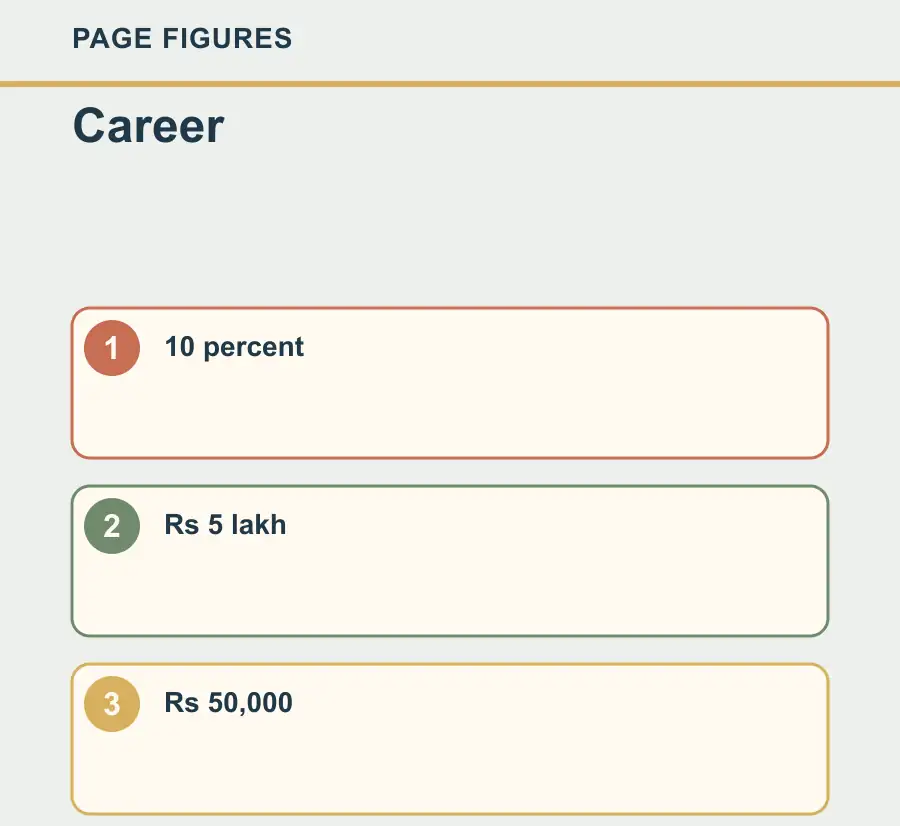 PAGE FIGURES
Career
1 10 percent
2 Rs 5 lakh
3 Rs 50,000